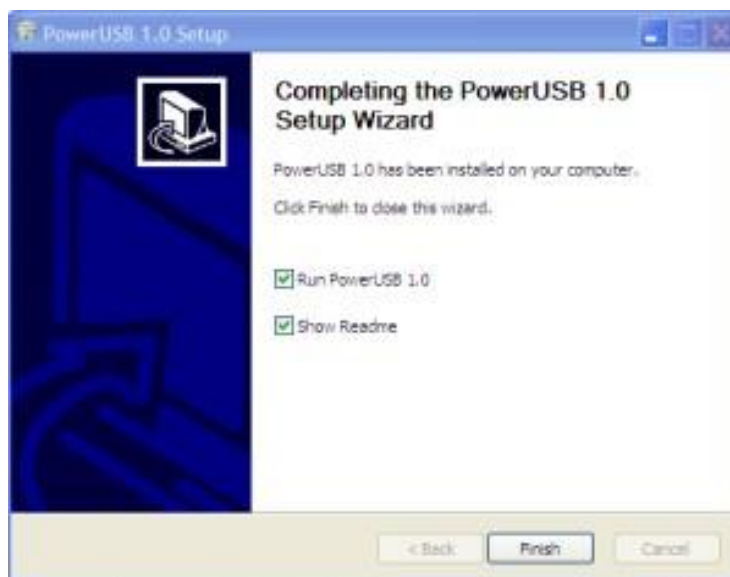 PowerUSB 1.0 Setup
Completing the PowerUSB 1.0
Setup Wizard
PowerUSB 1.0 has been installed on your computer.
Click Finish to close this wizard.
Run PowerUSB 1.0
Show Readme
< Back Finish Cancel